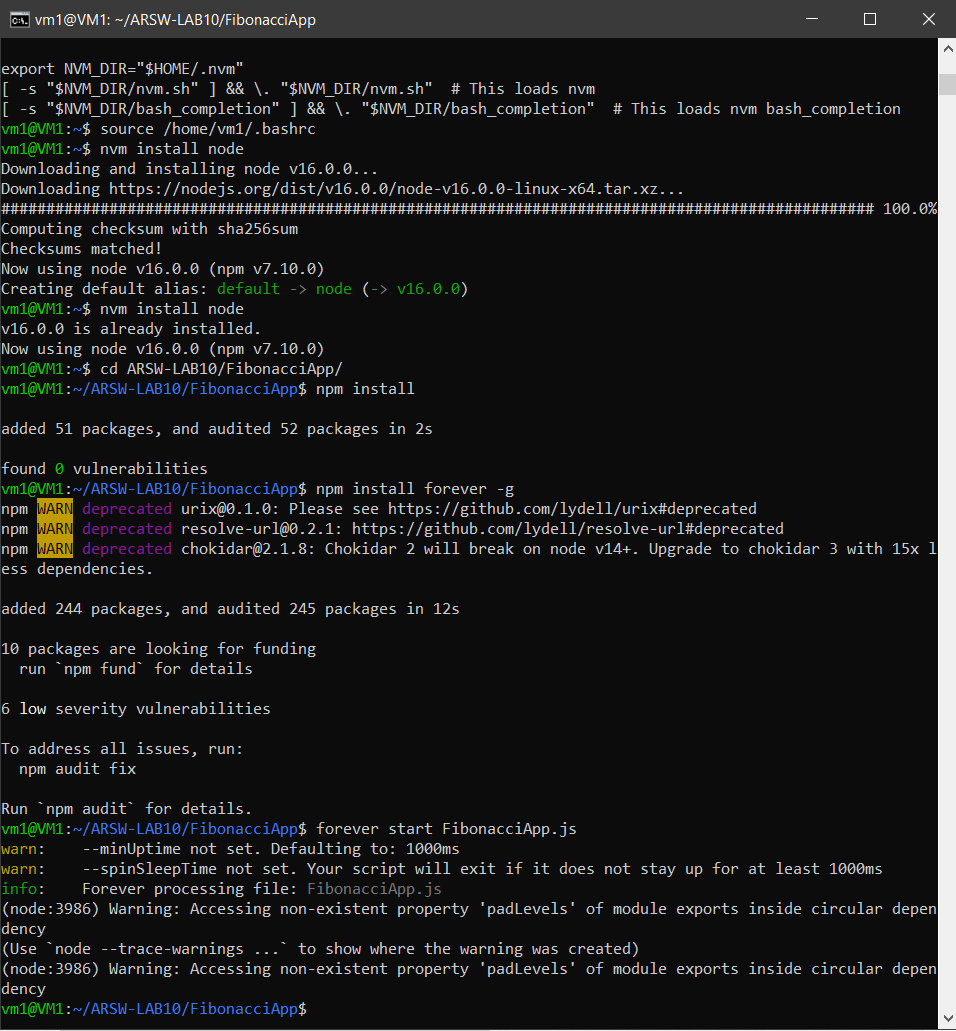 vm1@VM1: ~/ARSW-LAB10/FibonacciApp
export NVM_DIR="$HOME/.nvm"
[ -s "$NVM_DIR/nvm.sh" ] && \. "$NVM_DIR/nvm.sh"  # This loads nvm
[ -s "$NVM_DIR/bash_completion" ] && \. "$NVM_DIR/bash_completion"  # This loads nvm bash_completion
vm1@VM1:~$ source /home/vm1/.bashrc
vm1@VM1:~$ nvm install node
Downloading and installing node v16.0.0...
Downloading https://nodejs.org/dist/v16.0.0/node-v16.0.0-linux-x64.tar.xz...
################################################################################################# 100.0%
Computing checksum with sha256sum
Checksums matched!
Now using node v16.0.0 (npm v7.10.0)
Creating default alias: default -> node (-> v16.0.0)
vm1@VM1:~$ nvm install node
v16.0.0 is already installed.
Now using node v16.0.0 (npm v7.10.0)
vm1@VM1:~$ cd ARSW-LAB10/FibonacciApp/
vm1@VM1:~/ARSW-LAB10/FibonacciApp$ npm install
added 51 packages, and audited 52 packages in 2s
found 0 vulnerabilities
vm1@VM1:~/ARSW-LAB10/FibonacciApp$ npm install forever -g
npm WARN deprecated urix@0.1.0: Please see https://github.com/lydell/urix#deprecated
npm WARN deprecated resolve-url@0.2.1: https://github.com/lydell/resolve-url#deprecated
npm WARN deprecated chokidar@2.1.8: Chokidar 2 will break on node v14+. Upgrade to chokidar 3 with 15x l
ess dependencies.
added 244 packages, and audited 245 packages in 12s
10 packages are looking for funding
  run `npm fund` for details
6 low severity vulnerabilities
To address all issues, run:
  npm audit fix
Run `npm audit` for details.
vm1@VM1:~/ARSW-LAB10/FibonacciApp$ forever start FibonacciApp.js
warn:    --minUptime not set. Defaulting to: 1000ms
warn:    --spinSleepTime not set. Your script will exit if it does not stay up for at least 1000ms
info:    Forever processing file: FibonacciApp.js
(node:3986) Warning: Accessing non-existent property 'padLevels' of module exports inside circular depen
dency
(Use `node --trace-warnings ...` to show where the warning was created)
(node:3986) Warning: Accessing non-existent property 'padLevels' of module exports inside circular depen
dency
vm1@VM1:~/ARSW-LAB10/FibonacciApp$